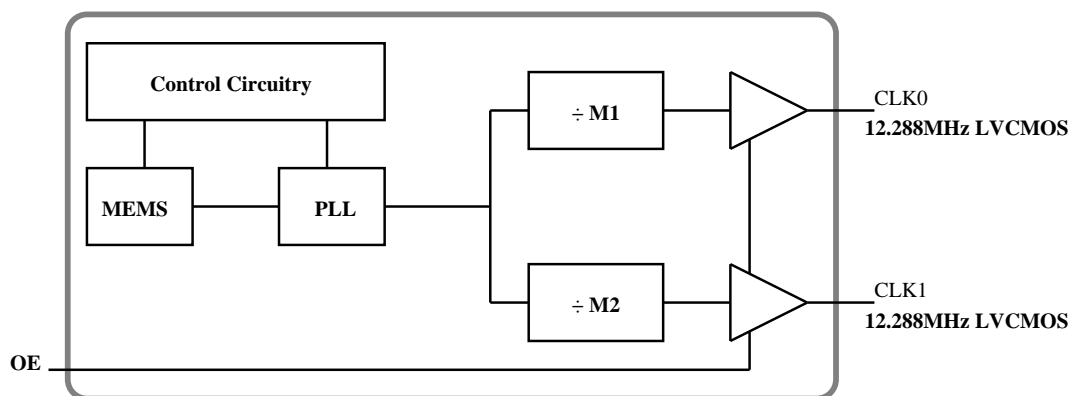 Control Circuitry
MEMS
PLL
÷ M1
÷ M2
CLK0
12.288MHz LVCMOS
CLK1
12.288MHz LVCMOS
OE